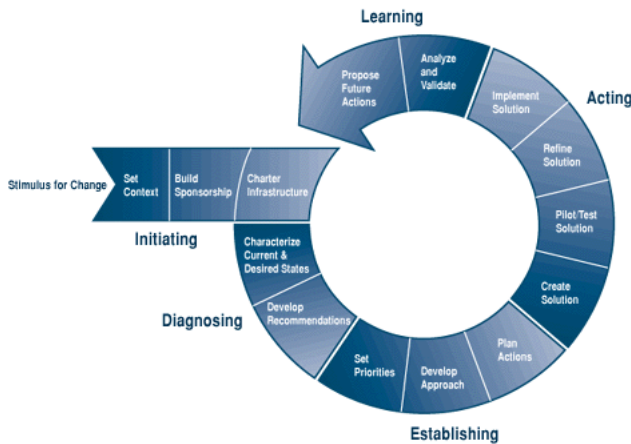 Learning
Analyze
and
Validate
Propose
Future
Actions
Implement
Solution
Acting
Refine
Solution
Pilot/Test
Solution
Create
Solution
Stimulus for Change
Set
Context
Build
Sponsorship
Charter
Infrastructure
Initiating
Characterize
Current &
Desired States
Diagnosing
Develop
Recommendations
Set
Priorities
Develop
Approach
Plan
Actions
Establishing